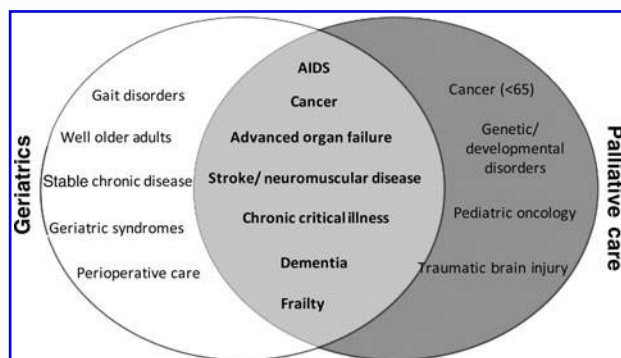 Geriatrics
Gait disorders
Well older adults
Stable chronic disease
Geriatric syndromes
Perioperative care
AIDS
Cancer
Advanced organ failure
Stroke/ neuromuscular disease
Chronic critical illness
Dementia
Frailty
Cancer (<65)
Genetic/
developmental
disorders
Pediatric oncology
Traumatic brain injury
Palliative care